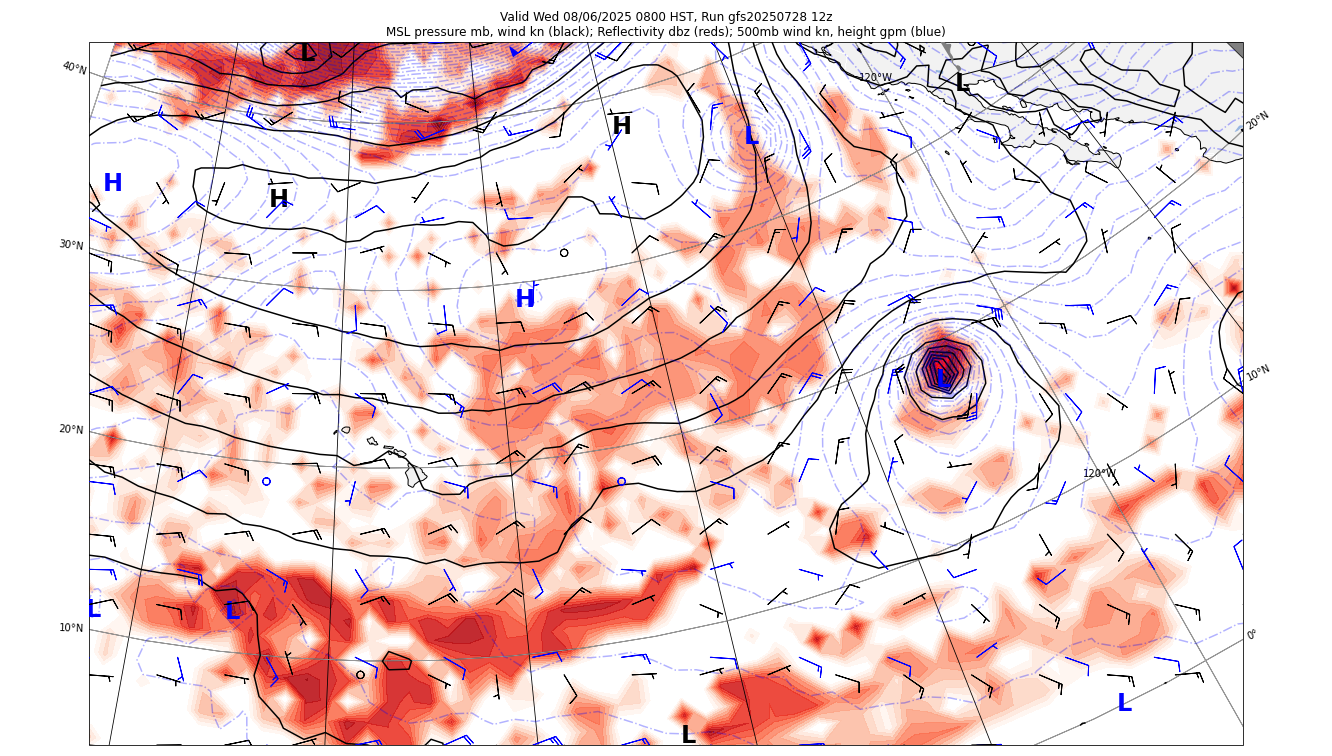 Valid Wed 08/06/2025 0800 HST, Run gfs20250728 12z
MSL pressure mb, wind kn (black); Reflectivity dbz (reds); 500mb wind kn, height gpm (blue)
L
40°N
120°W
L
H
L
20°N
H
H
30°N
H
L
10°N
20°N
120°W
L
L
10°N
0°
L
L